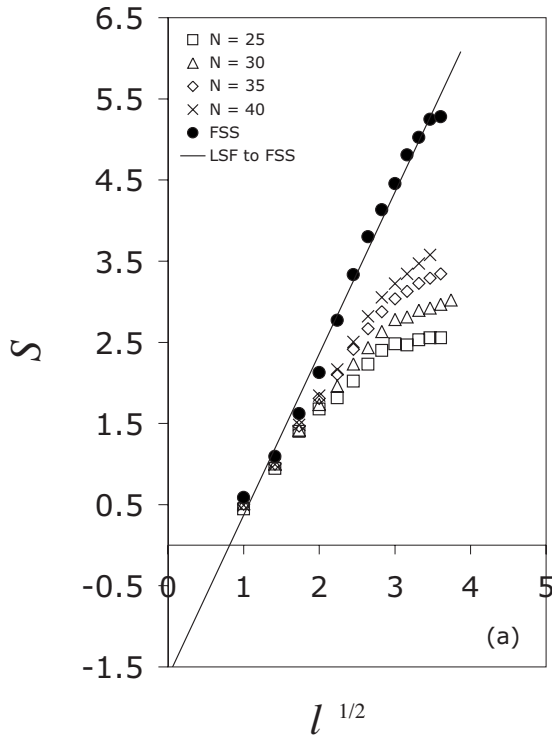 6.5
N = 25
N = 30
N = 35
5.5
N = 40
FSS
LSF to FSS
4.5
3.5
S
2.5
1.5
0.5
-0.5
0 1 2 3 4 5
(a)
-1.5
l 1/2